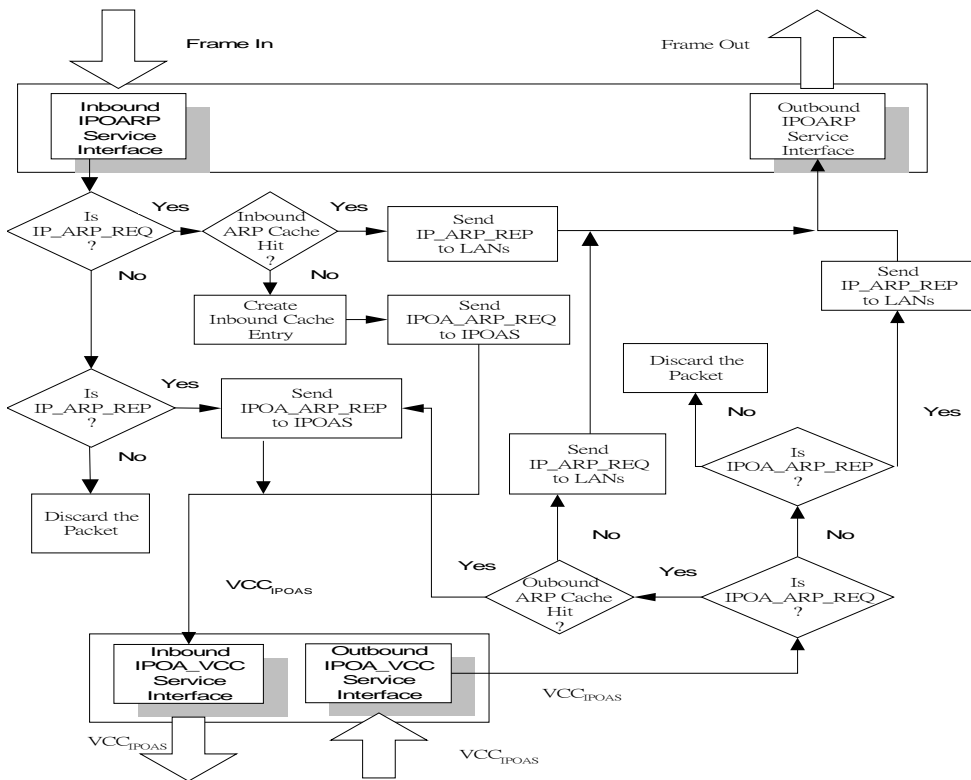 Frame In
Frame Out
Inbound
IPOARP
Service
Interface
Outbound
IPOARP
Service
Interface
Is
IP_ARP_REQ
?
Yes
Inbound
ARP Cache
Hit
?
Yes
Send
IP_ARP_REP
to LANs
No
No
Create
Inbound Cache
Entry
Send
IPOA_ARP_REQ
to IPOAS
Send
IP_ARP_REP
to LANs
Discard the
Packet
Is
IP_ARP_REP
?
Yes
Send
IPOA_ARP_REP
to IPOAS
No
Yes
No
Send
IP_ARP_REQ
to LANs
Is
IPOA_ARP_REP
?
Discard the
Packet
No
No
VCC_IPOAS
Yes
Oubound
ARP Cache
Hit
?
Yes
Is
IPOA_ARP_REQ
?
Inbound
IPOA_VCC
Service
Interface
Outbound
IPOA_VCC
Service
Interface
VCC_IPOAS
VCC_IPOAS
VCC_IPOAS